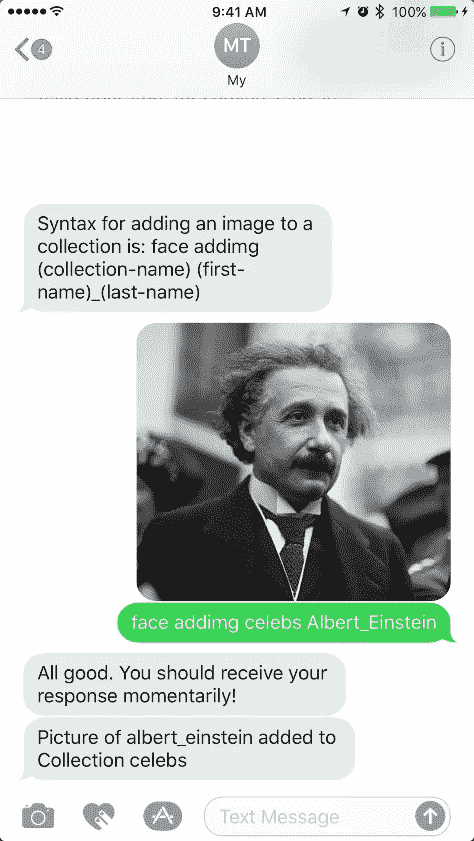 9:41 AM
100%
4
MT
My
Syntax for adding an image to a
collection is: face addimg
(collection-name) (first-
name)_(last-name)
face addimg celebs Albert_Einstein
All good. You should receive your
response momentarily!
Picture of albert_einstein added to
Collection celebs
Text Message